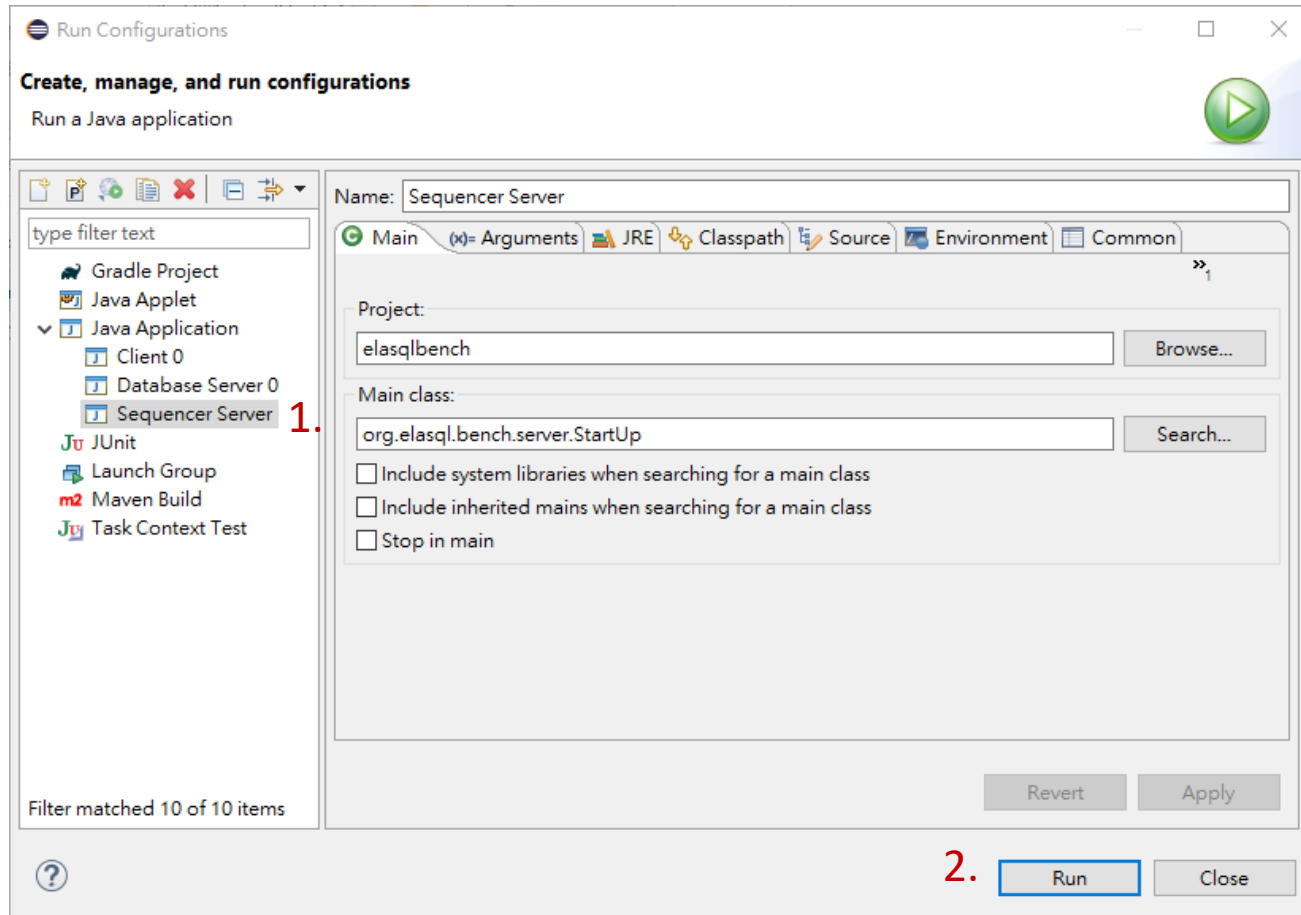 Run Configurations
Create, manage, and run configurations
Run a Java application
Name: Sequencer Server
type filter text
Main (x)= Arguments JRE Classpath Source Environment Common
»1
Gradle Project
Java Applet
Java Application
Client 0
Database Server 0
Sequencer Server 1.
JUnit
Launch Group
m2 Maven Build
Task Context Test
Filter matched 10 of 10 items
Project:
elasqlbench Browse...
Main class:
org.elasql.bench.server.StartUp Search...
Include system libraries when searching for a main class
Include inherited mains when searching for a main class
Stop in main
Revert Apply
2. Run Close